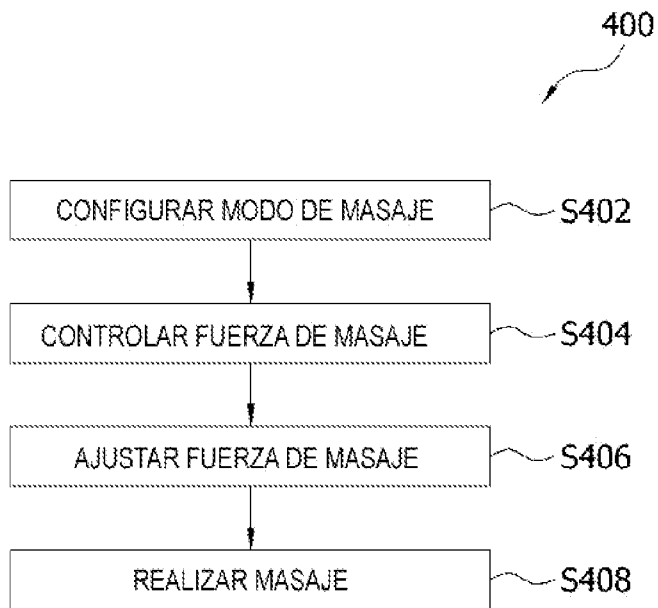 400
CONFIGURAR MODO DE MASAJE
S402
CONTROLAR FUERZA DE MASAJE
S404
AJUSTAR FUERZA DE MASAJE
S406
REALIZAR MASAJE
S408